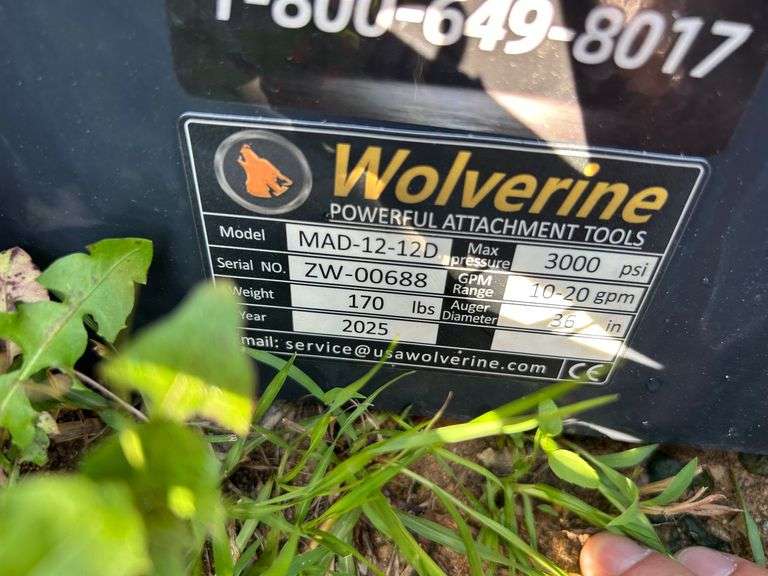 1-800-649-8017
Wolverine
POWERFUL ATTACHMENT TOOLS
Model MAD-12-12D Max pressure 3000 psi
Serial NO. ZW-00688 GPM Range 10-20 gpm
Weight 170 lbs Auger Diameter 36 in
Year 2025
Email: service@usawolverine.com CE